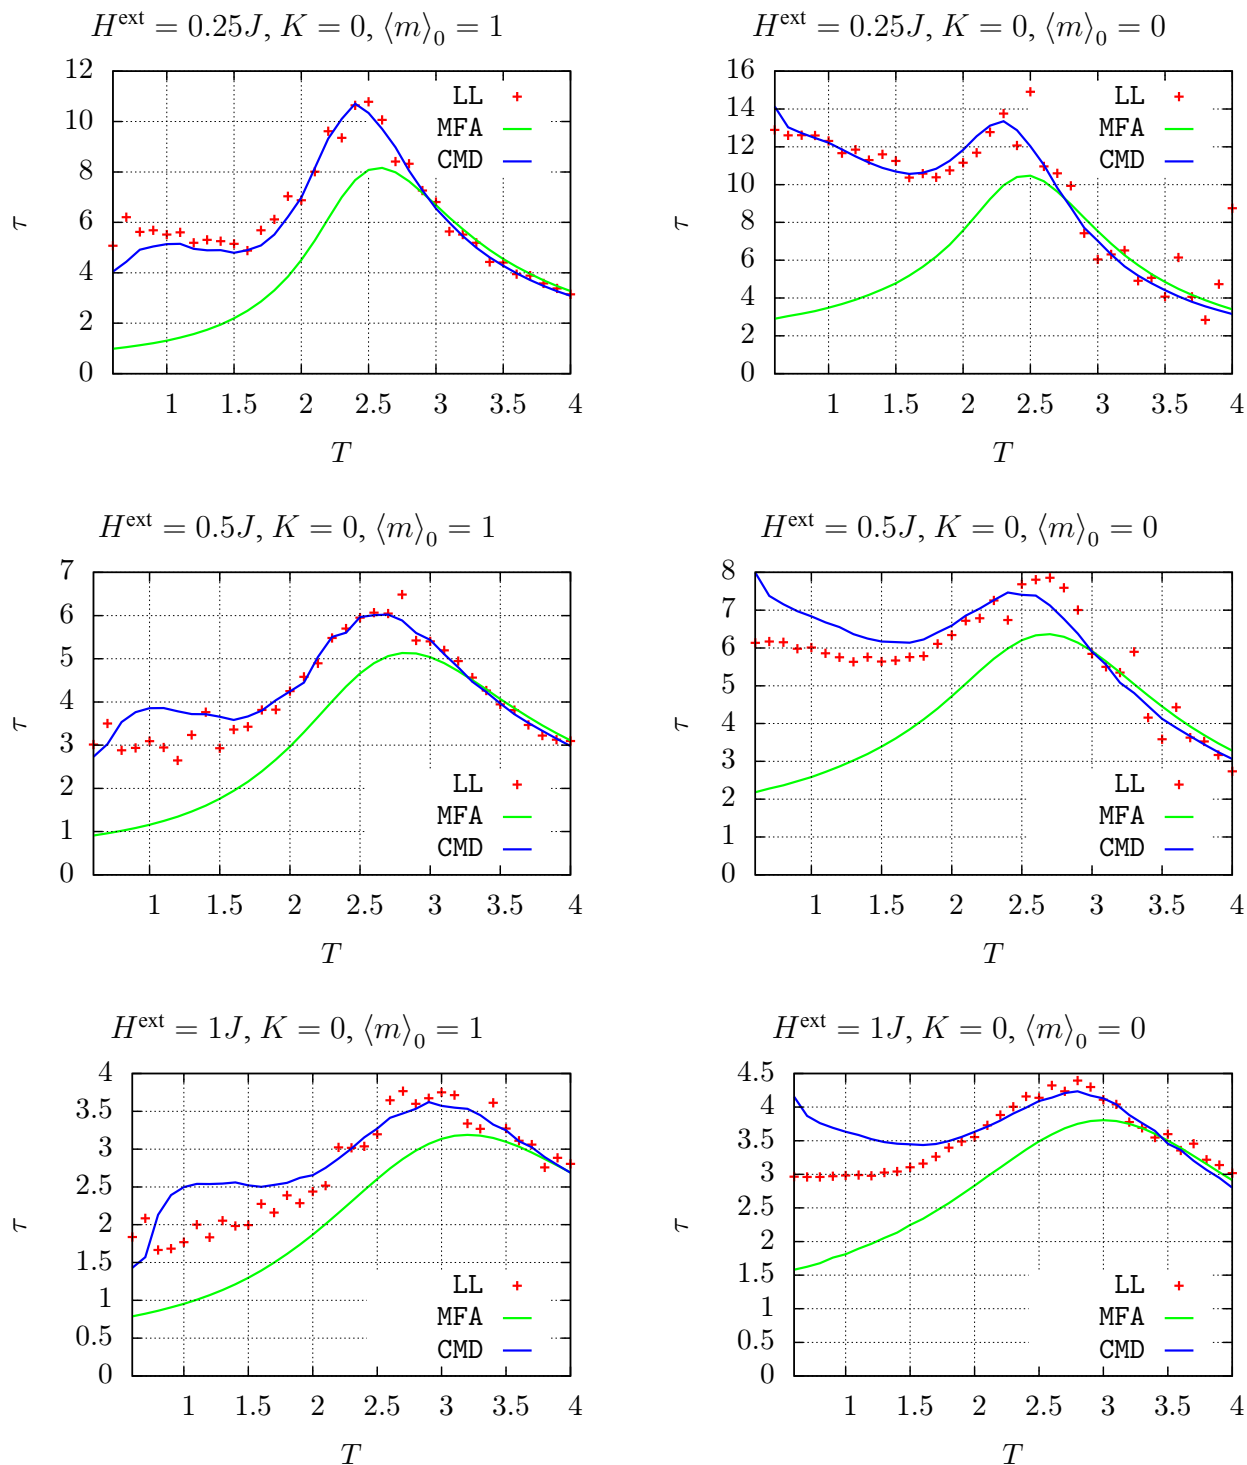 H^ext = 0.25J, K = 0, ⟨m⟩₀ = 1
12
10
8
6
4
2
0
τ
LL
MFA
CMD
1 1.5 2 2.5 3 3.5 4
T
H^ext = 0.25J, K = 0, ⟨m⟩₀ = 0
16
14
12
10
8
6
4
2
0
τ
LL
MFA
CMD
1 1.5 2 2.5 3 3.5 4
T
H^ext = 0.5J, K = 0, ⟨m⟩₀ = 1
7
6
5
4
3
2
1
0
τ
LL
MFA
CMD
1 1.5 2 2.5 3 3.5 4
T
H^ext = 0.5J, K = 0, ⟨m⟩₀ = 0
8
7
6
5
4
3
2
1
0
τ
LL
MFA
CMD
1 1.5 2 2.5 3 3.5 4
T
H^ext = 1J, K = 0, ⟨m⟩₀ = 1
4
3.5
3
2.5
2
1.5
1
0.5
0
τ
LL
MFA
CMD
1 1.5 2 2.5 3 3.5 4
T
H^ext = 1J, K = 0, ⟨m⟩₀ = 0
4.5
4
3.5
3
2.5
2
1.5
1
0.5
0
τ
LL
MFA
CMD
1 1.5 2 2.5 3 3.5 4
T